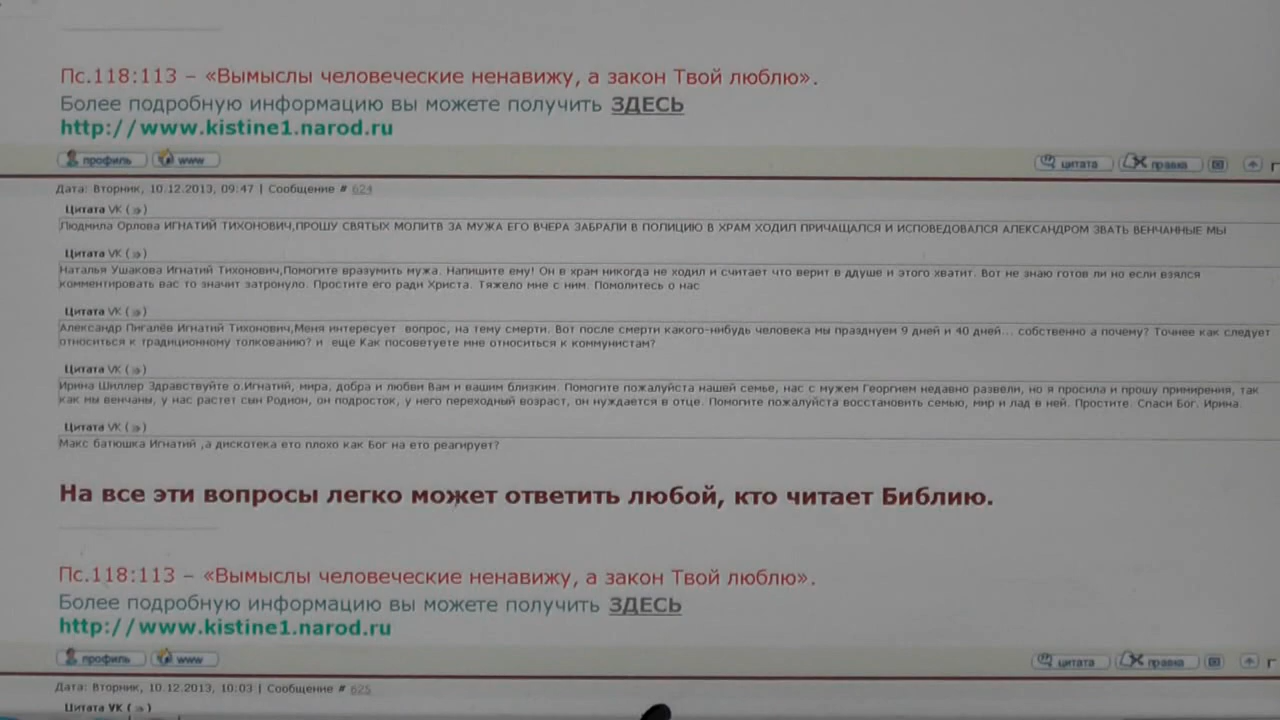 Пс.118:113 – «Вымыслы человеческие ненавижу, а закон Твой люблю».
Более подробную информацию вы можете получить ЗДЕСЬ
http://www.kistine1.narod.ru
профиль www цитата правка
Дата: Вторник, 10.12.2013, 09:47 | Сообщение # 624
Цитата VK (»)
Людмила Орлова ИГНАТИЙ ТИХОНОВИЧ,ПРОШУ СВЯТЫХ МОЛИТВ ЗА МУЖА ЕГО ВЧЕРА ЗАБРАЛИ В ПОЛИЦИЮ В ХРАМ ХОДИЛ ПРИЧАЩАЛСЯ И ИСПОВЕДОВАЛСЯ АЛЕКСАНДРОМ ЗВАТЬ ВЕНЧАННЫЕ МЫ
Цитата VK (»)
Наталья Ушакова Игнатий Тихонович,Помогите вразумить мужа. Напишите ему! Он в храм никогда не ходил и считает что верит в ддуше и этого хватит. Вот не знаю готов ли но если взялся
комментировать вас то значит затронуло. Простите его ради Христа. Тяжело мне с ним. Помолитесь о нас
Цитата VK (»)
Александр Пигалёв Игнатий Тихонович,Меня интересует вопрос, на тему смерти. Вот после смерти какого-нибудь человека мы празднуем 9 дней и 40 дней... собственно а почему? Точнее как следует
относиться к традиционному толкованию? и еще Как посоветуете мне относиться к коммунистам?
Цитата VK (»)
Ирина Шиллер Здравствуйте о.Игнатий, мира, добра и любви Вам и вашим близким. Помогите пожалуйста нашей семье, нас с мужем Георгием недавно развели, но я просила и прошу примирения, так
как мы венчаны, у нас растет сын Родион, он подросток, у него переходный возраст, он нуждается в отце. Помогите пожалуйста восстановить семью, мир и лад в ней. Простите. Спаси Бог. Ирина.
Цитата VK (»)
Макс батюшка Игнатий ,а дискотека ето плохо как Бог на ето реагирует?
На все эти вопросы легко может ответить любой, кто читает Библию.
Пс.118:113 – «Вымыслы человеческие ненавижу, а закон Твой люблю».
Более подробную информацию вы можете получить ЗДЕСЬ
http://www.kistine1.narod.ru
профиль www цитата правка
Дата: Вторник, 10.12.2013, 10:03 | Сообщение # 625
Цитата VK (»)